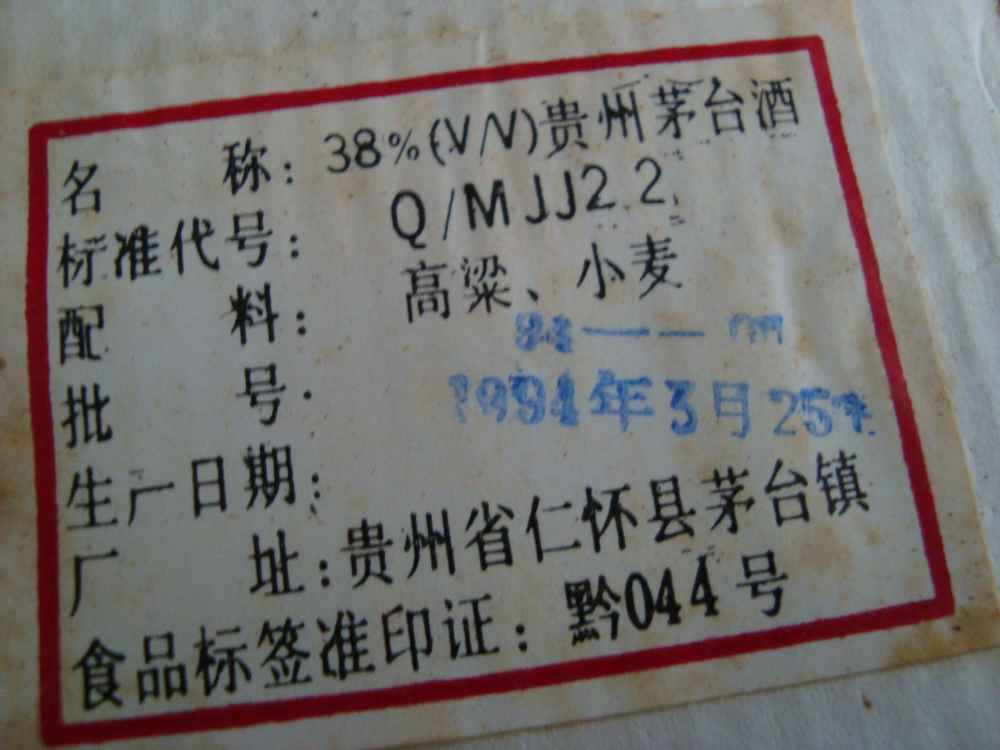 名 称: 38%(V/V)贵州茅台酒
标准代号: Q/MJJ2.2
配 料: 高粱、小麦
批 号:
生产日期: 1994年3月25
厂 址:贵州省仁怀县茅台镇
食品标签准印证: 黔044号